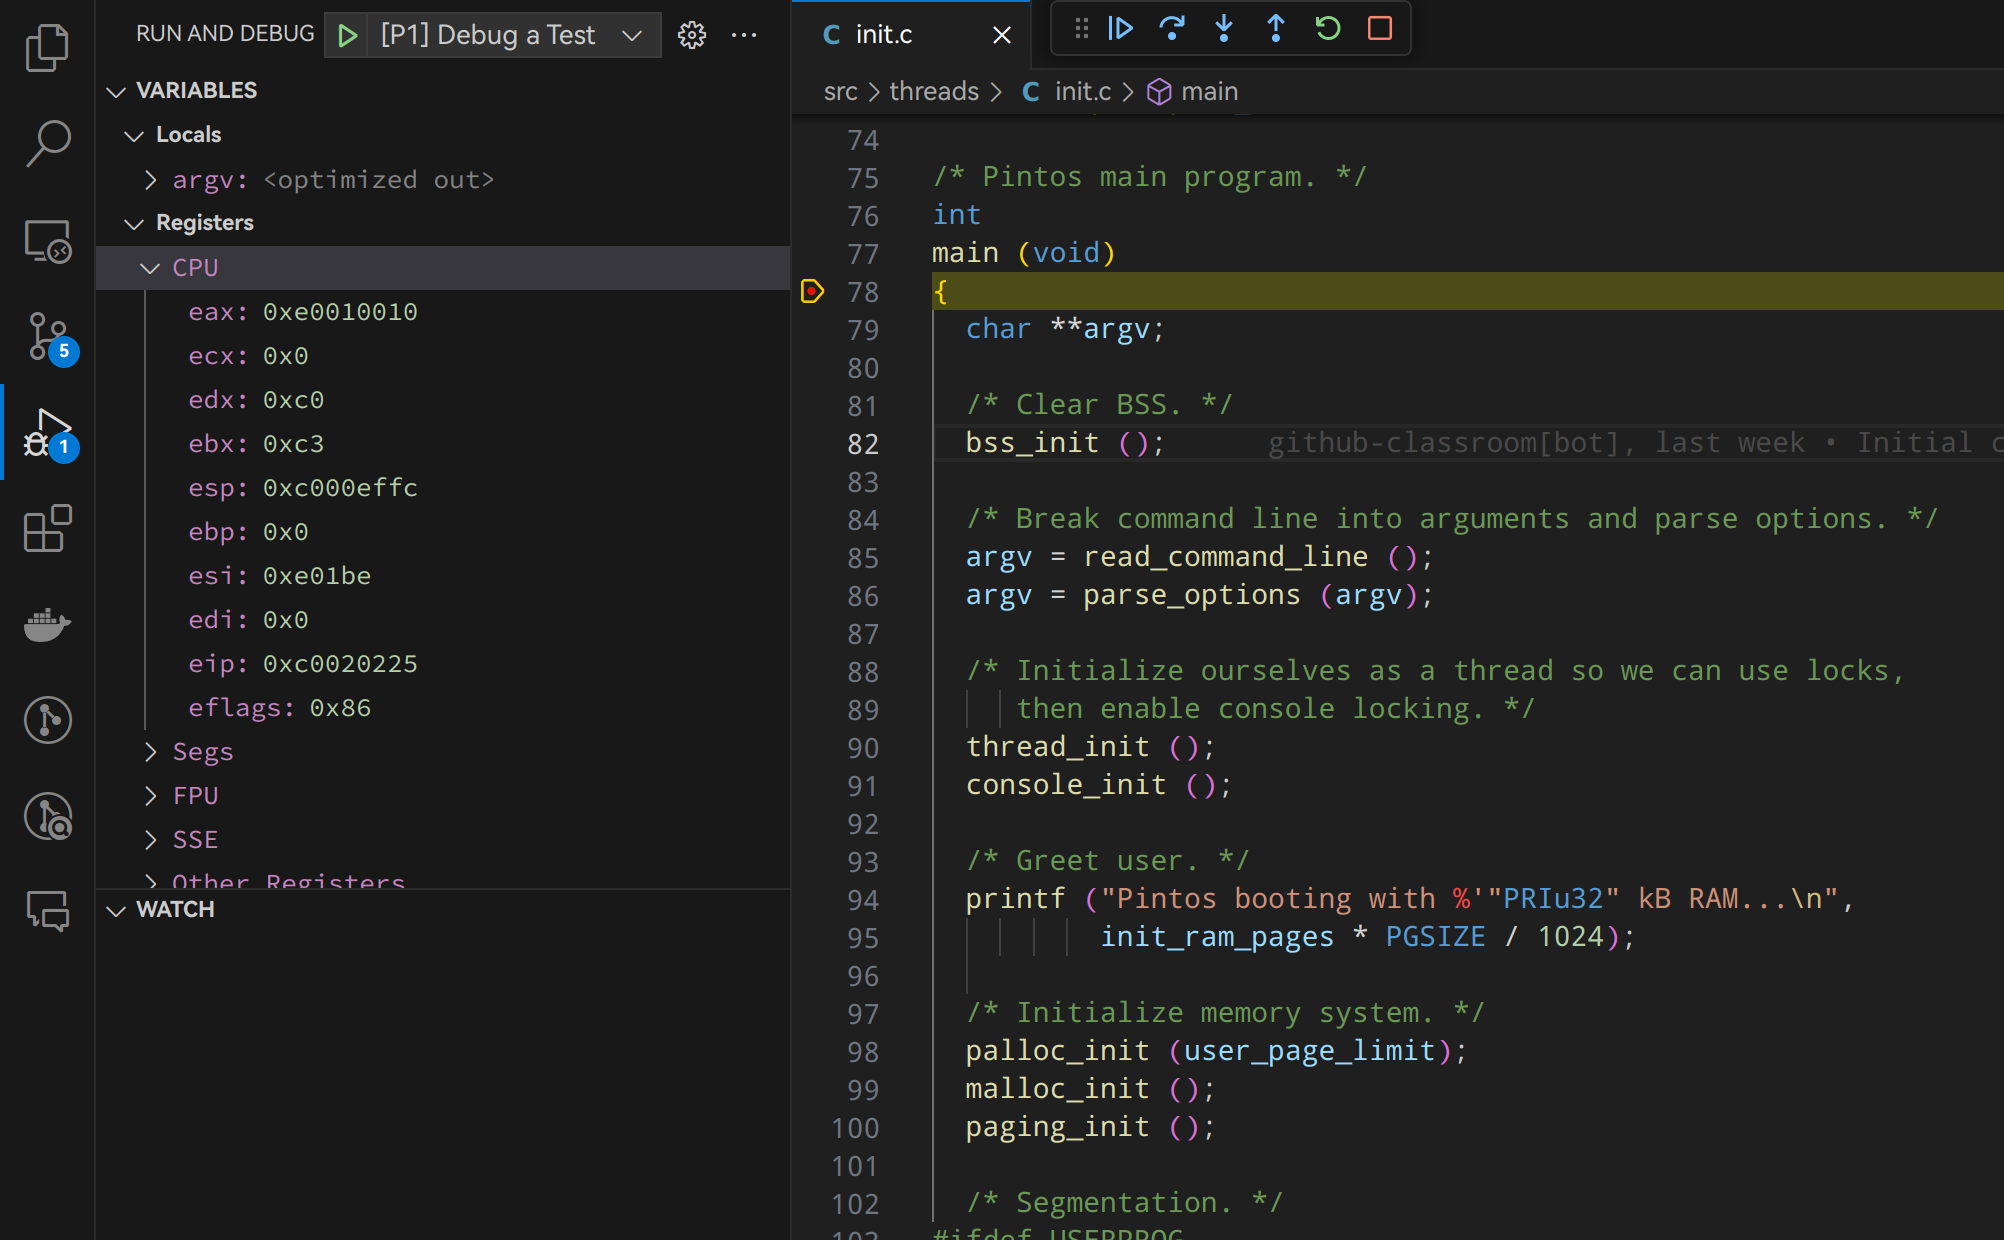 RUN AND DEBUG [P1] Debug a Test
VARIABLES
Locals
argv: <optimized out>
Registers
CPU
eax: 0xe0010010
ecx: 0x0
edx: 0xc0
ebx: 0xc3
esp: 0xc000effc
ebp: 0x0
esi: 0xe01be
edi: 0x0
eip: 0xc0020225
eflags: 0x86
Segs
FPU
SSE
Other Registers
WATCH
5
1
C init.c
src > threads > C init.c > main
74
75 /* Pintos main program. */
76 int
77 main (void)
78 {
79 char **argv;
80
81 /* Clear BSS. */
82 bss_init (); github-classroom[bot], last week • Initial c
83
84 /* Break command line into arguments and parse options. */
85 argv = read_command_line ();
86 argv = parse_options (argv);
87
88 /* Initialize ourselves as a thread so we can use locks,
89 then enable console locking. */
90 thread_init ();
91 console_init ();
92
93 /* Greet user. */
94 printf ("Pintos booting with %'"PRIu32" kB RAM...\n",
95 init_ram_pages * PGSIZE / 1024);
96
97 /* Initialize memory system. */
98 palloc_init (user_page_limit);
99 malloc_init ();
100 paging_init ();
101
102 /* Segmentation. */
103 #ifdef USERPROG